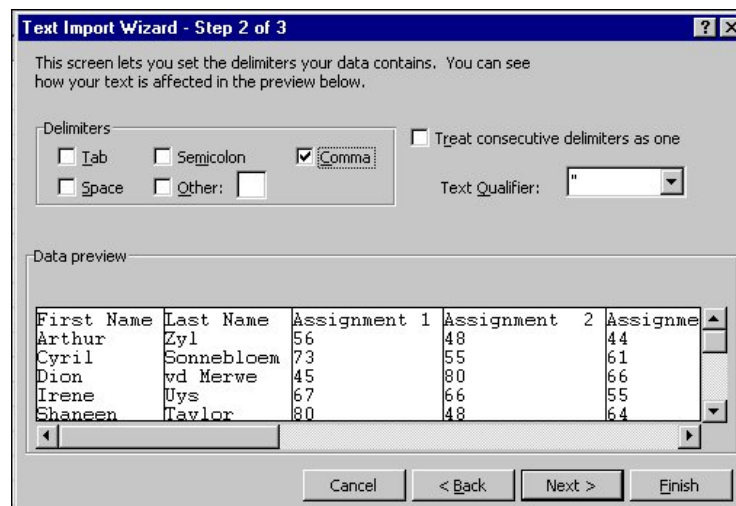 Text Import Wizard - Step 2 of 3
This screen lets you set the delimiters your data contains. You can see
how your text is affected in the preview below.
Delimiters
Tab Semicolon Comma
Space Other:
Treat consecutive delimiters as one
Text Qualifier: "
Data preview
First Name Last Name Assignment 1 Assignment 2 Assignme
Arthur Zyl 56 48 44
Cyril Sonnebloem 73 55 61
Dion vd Merwe 45 80 66
Irene Uys 67 66 55
Shaneen Taylor 80 48 64
Cancel < Back Next > Finish